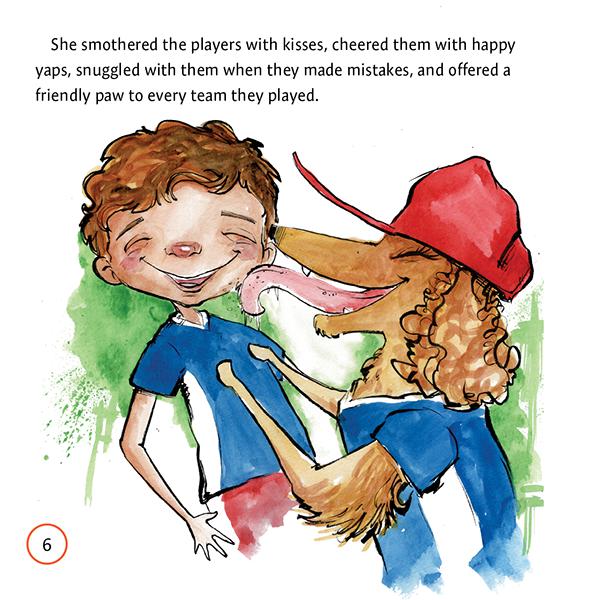 She smothered the players with kisses, cheered them with happy
yaps, snuggled with them when they made mistakes, and offered a
friendly paw to every team they played.
6